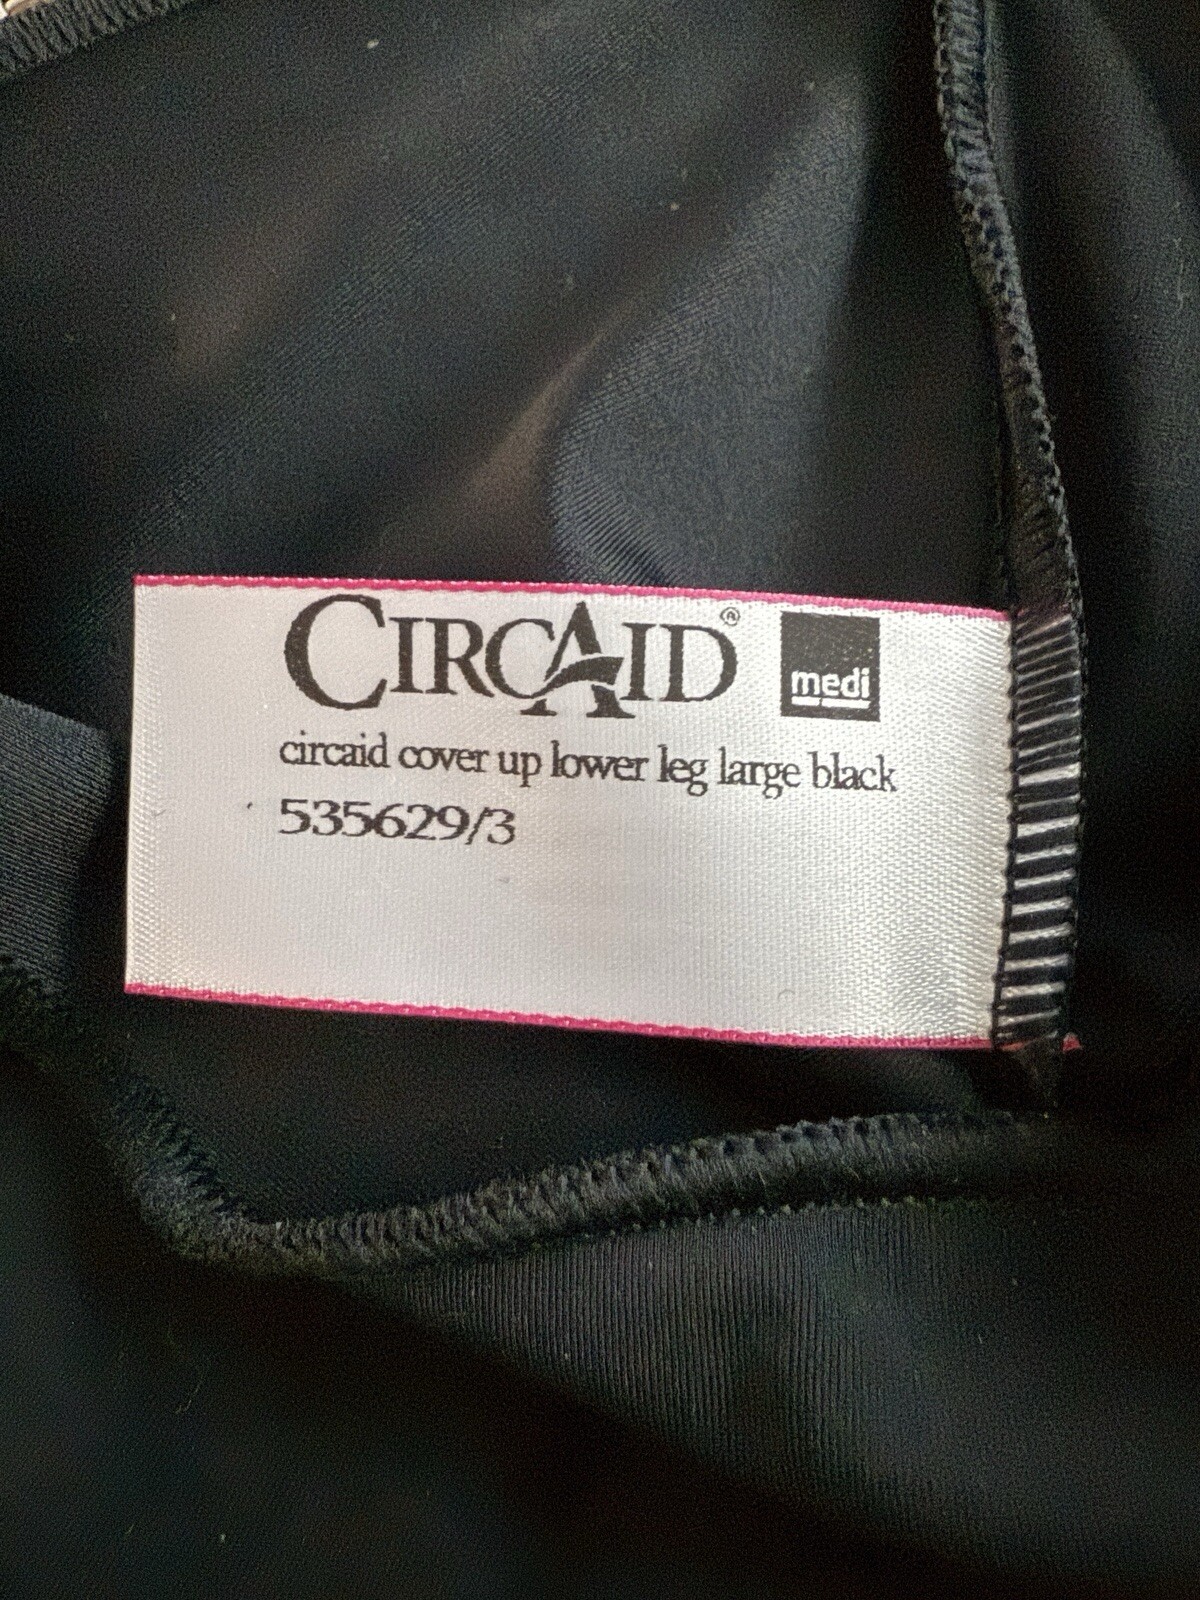 CIRCAID® medi
circaid cover up lower leg large black
535629/3